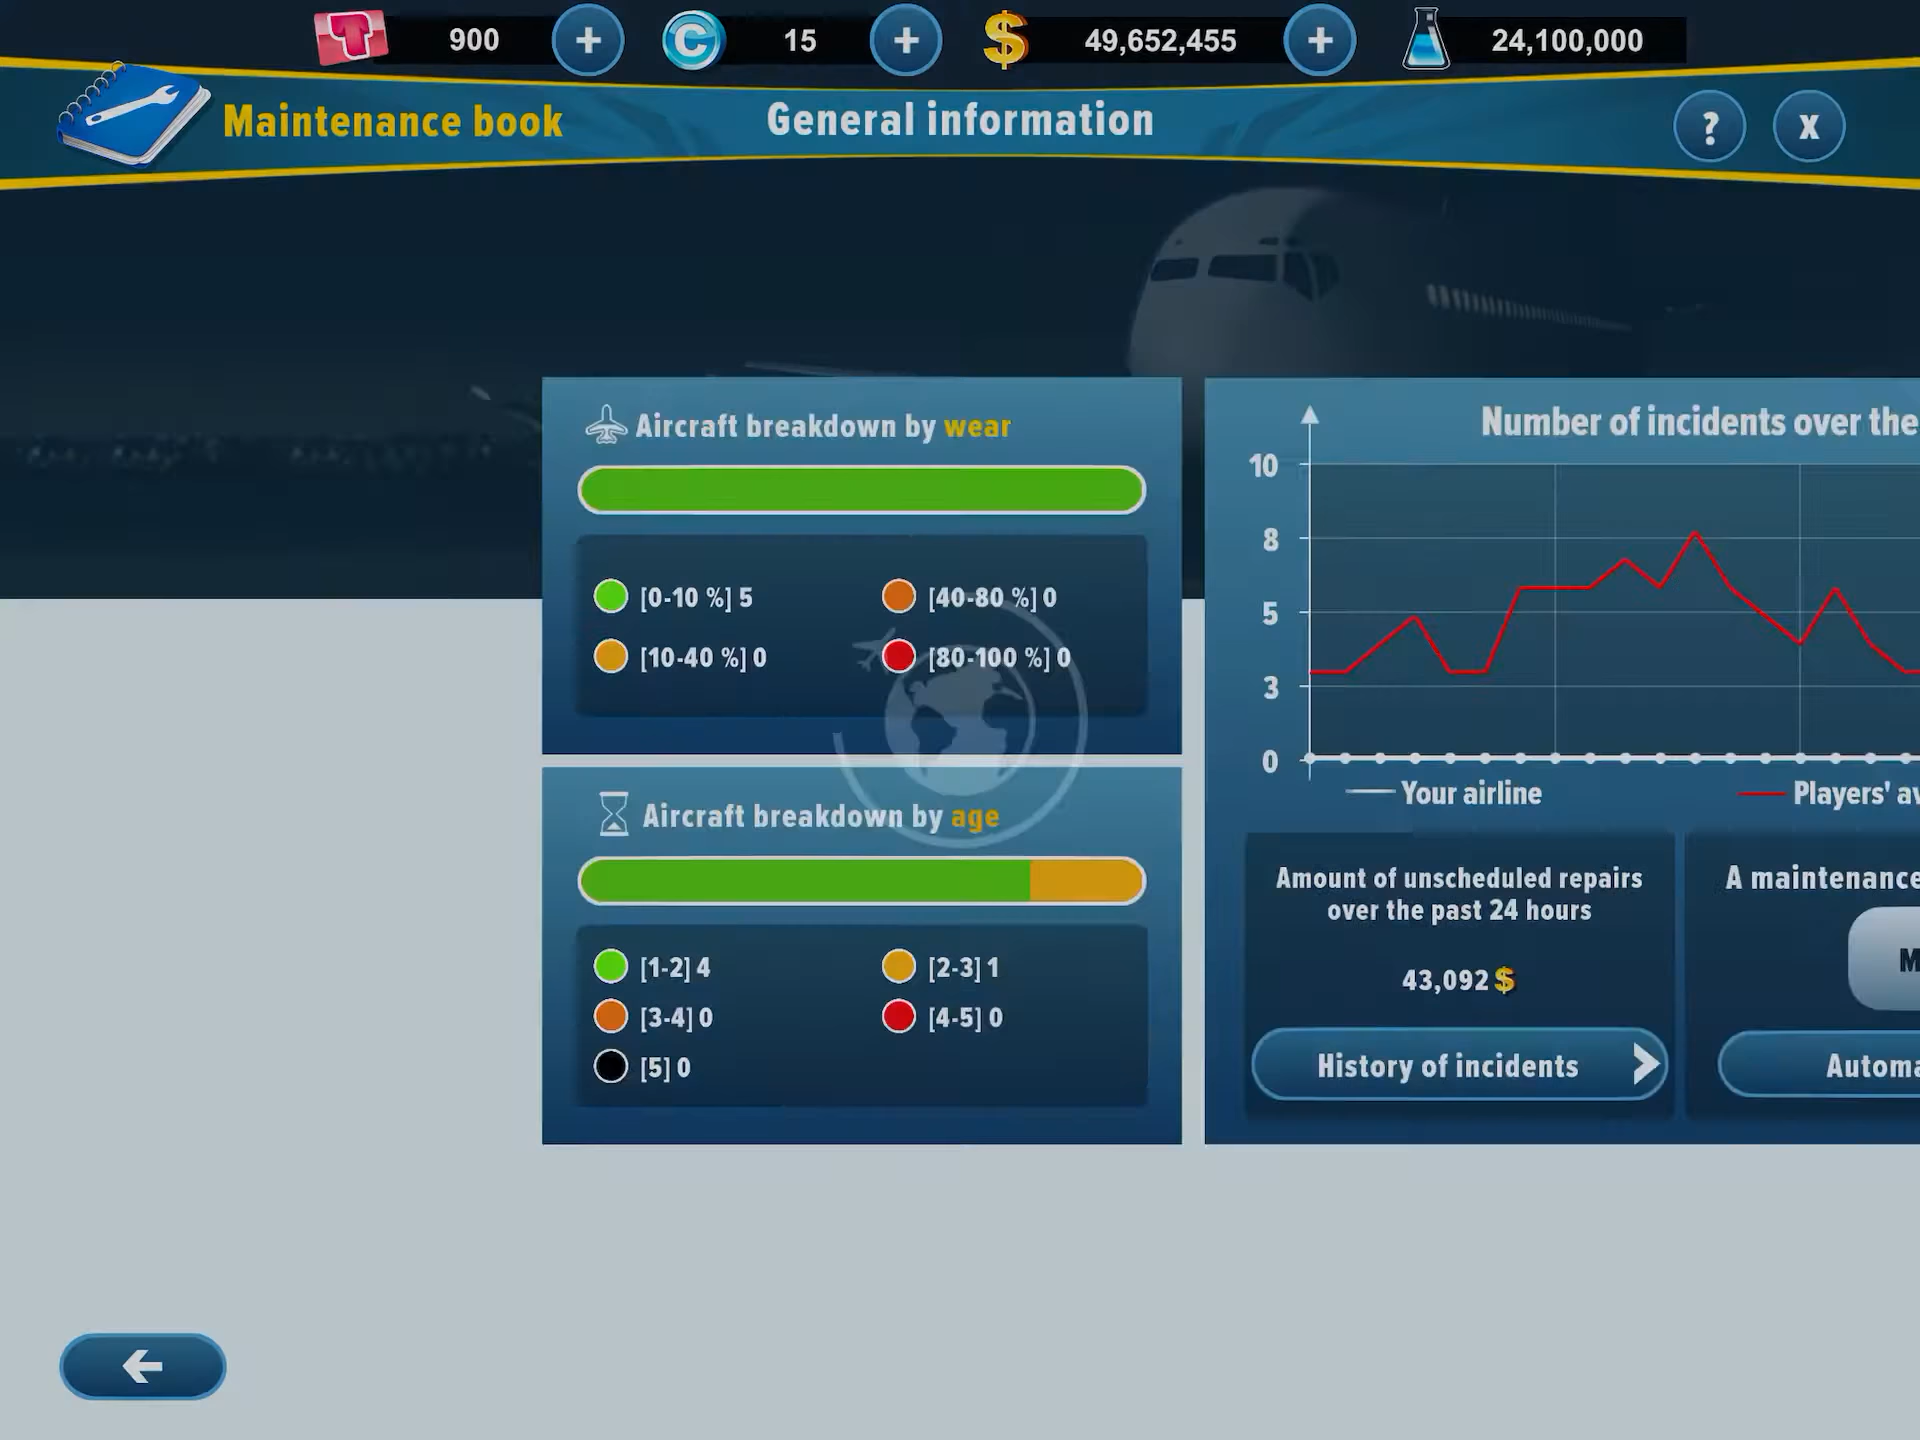 900
15
49,652,455
24,100,000
Maintenance book
General information
?
X
Aircraft breakdown by wear
[0-10 %] 5
[40-80 %] 0
[10-40 %] 0
[80-100 %] 0
Aircraft breakdown by age
[1-2] 4
[2-3] 1
[3-4] 0
[4-5] 0
[5] 0
Number of incidents over the
10
8
5
3
0
Your airline
Players' av
Amount of unscheduled repairs
over the past 24 hours
43,092 $
History of incidents
A maintenance
M
Automa